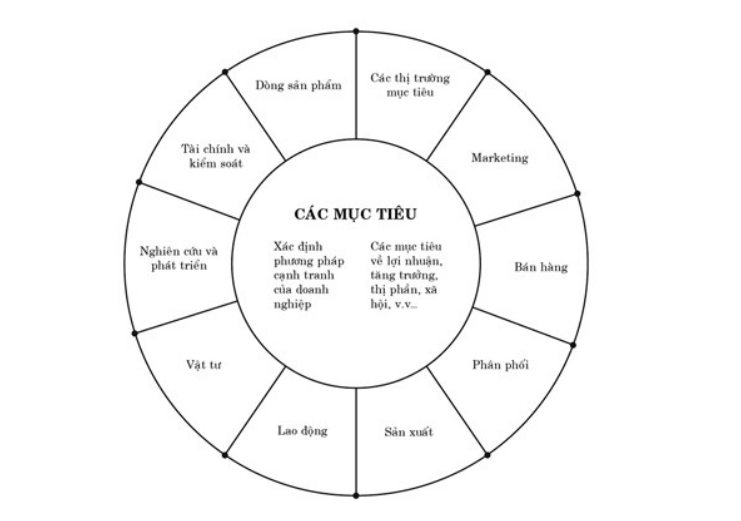 Dòng sản phẩm
Các thị trường
mục tiêu
Marketing
Bán hàng
Phân phối
Sản xuất
Lao động
Vật tư
Nghiên cứu và
phát triển
Tài chính và
kiểm soát
CÁC MỤC TIÊU
Xác định
phương pháp
cạnh tranh
của doanh
nghiệp
Các mục tiêu
về lợi nhuận,
tăng trưởng,
thị phần, xã
hội, v.v...